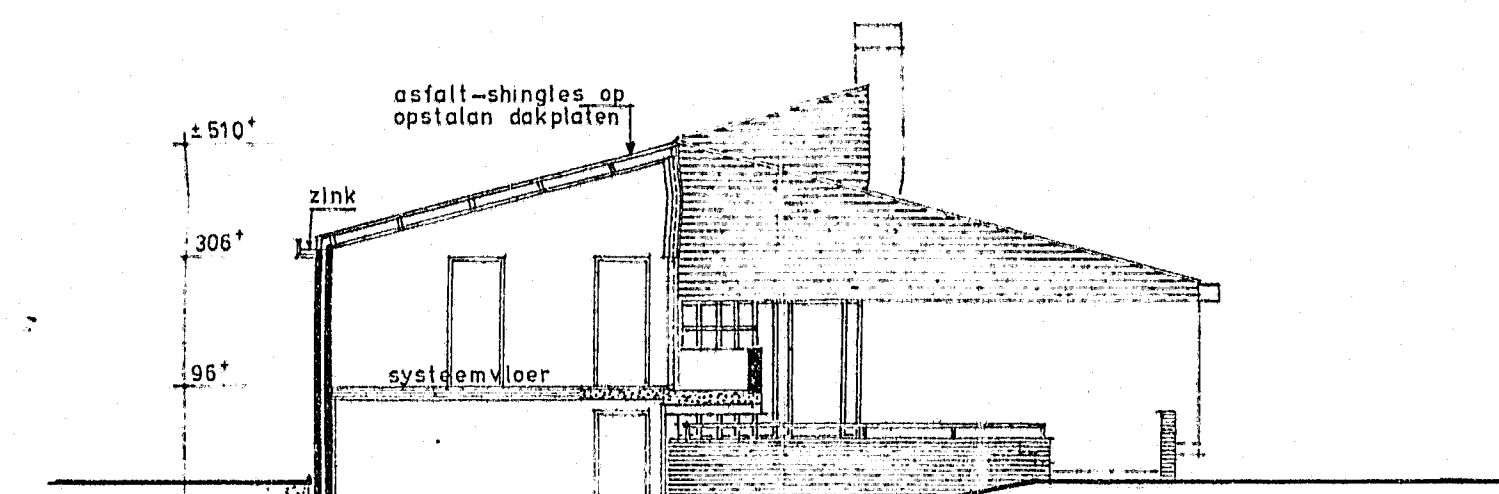 asfalt-shingles op
opstalan dakplaten
±510+
zink
306+
96+
systeemvloer